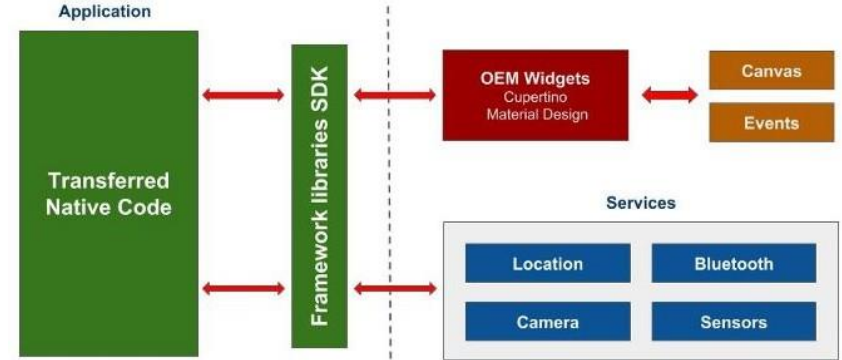 Application
Transferred
Native Code
Framework libraries SDK
OEM Widgets
Cupertino
Material Design
Canvas
Events
Services
Location
Bluetooth
Camera
Sensors